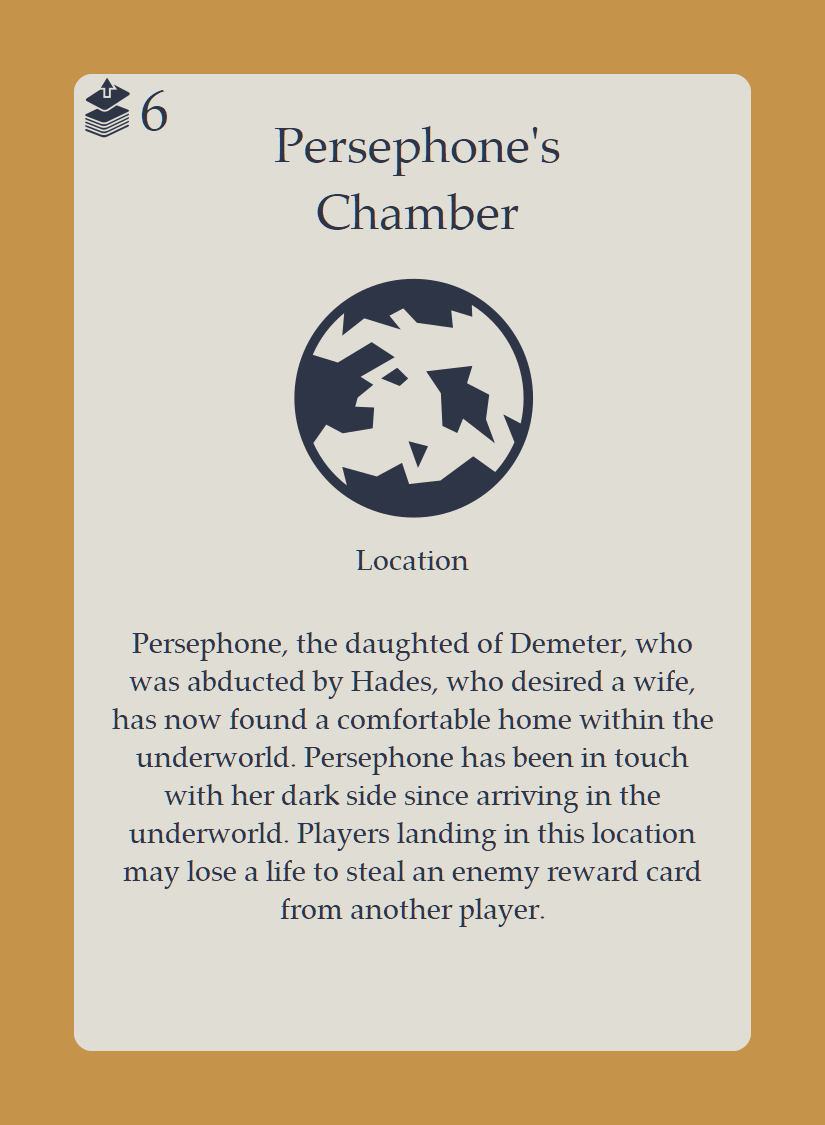 6
Persephone's
Chamber
Location
Persephone, the daughted of Demeter, who
was abducted by Hades, who desired a wife,
has now found a comfortable home within the
underworld. Persephone has been in touch
with her dark side since arriving in the
underworld. Players landing in this location
may lose a life to steal an enemy reward card
from another player.